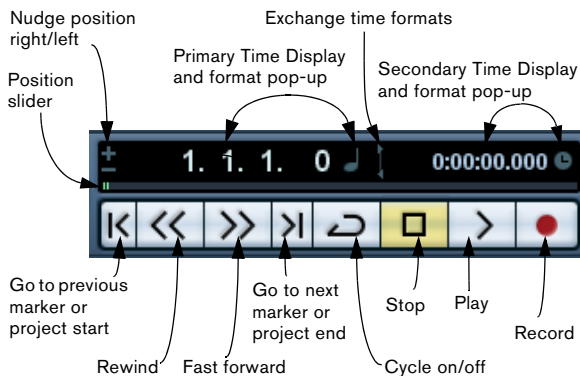 Nudge position
right/left
Exchange time formats
Primary Time Display
and format pop-up
Secondary Time Display
and format pop-up
Position
slider
1. 1. 1. 0
0:00:00.000
Go to previous
marker or
project start
Go to next
marker or
project end
Stop
Play
Record
Rewind
Fast forward
Cycle on/off